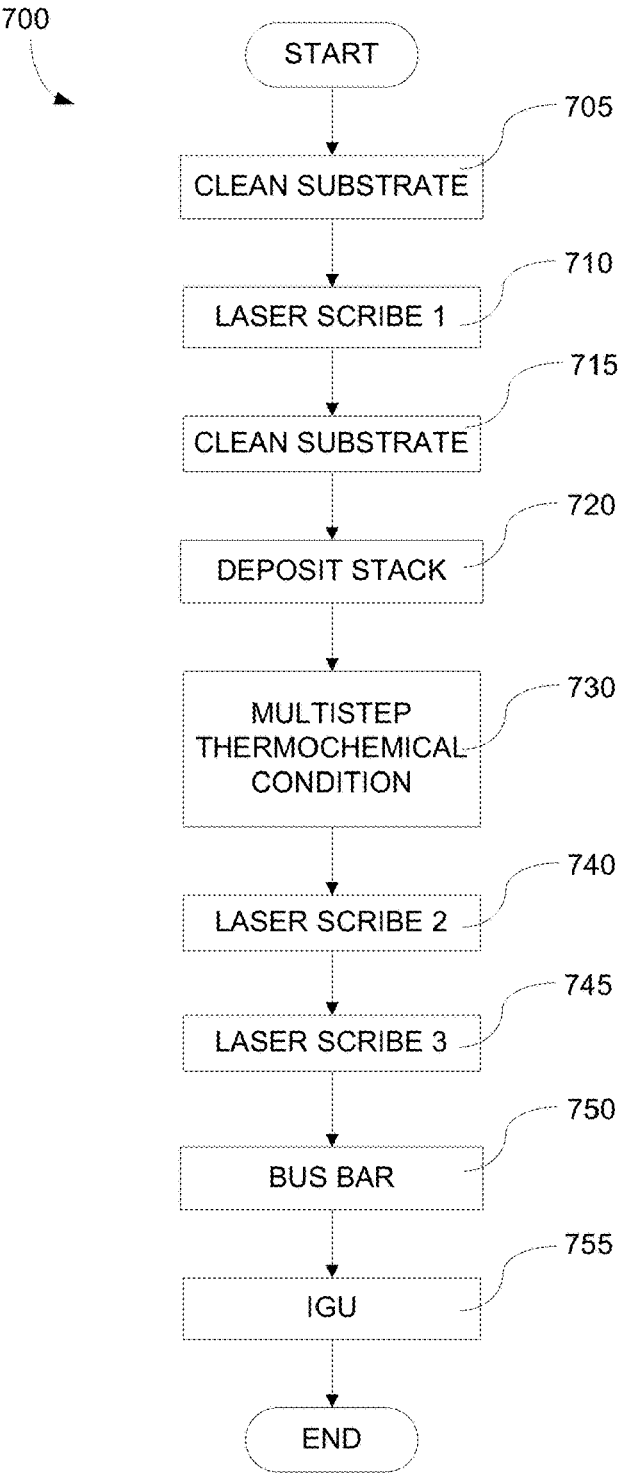 700
START
705
CLEAN SUBSTRATE
710
LASER SCRIBE 1
715
CLEAN SUBSTRATE
720
DEPOSIT STACK
730
MULTISTEP
THERMOCHEMICAL
CONDITION
740
LASER SCRIBE 2
745
LASER SCRIBE 3
750
BUS BAR
755
IGU
END